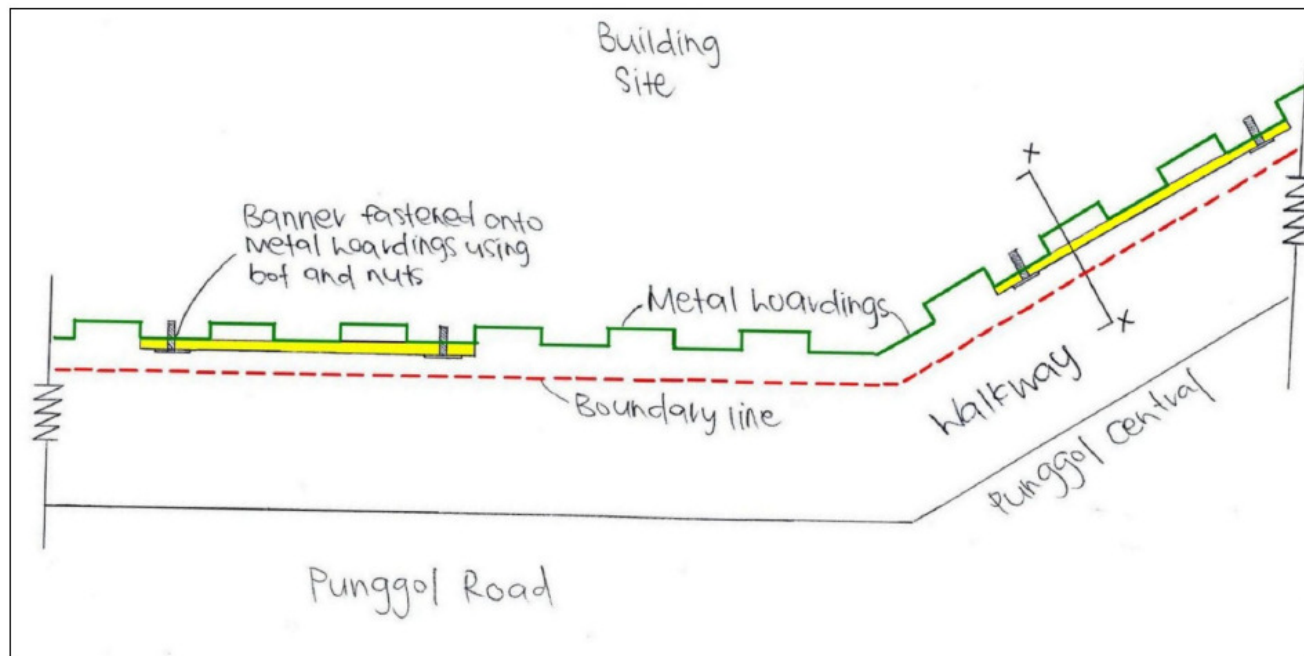 Building
Site
Banner fastened onto
Metal hoardings using
bot and nuts
Metal hoardings
Boundary line
X
X
Walkway
Punggol Central
Punggol Road